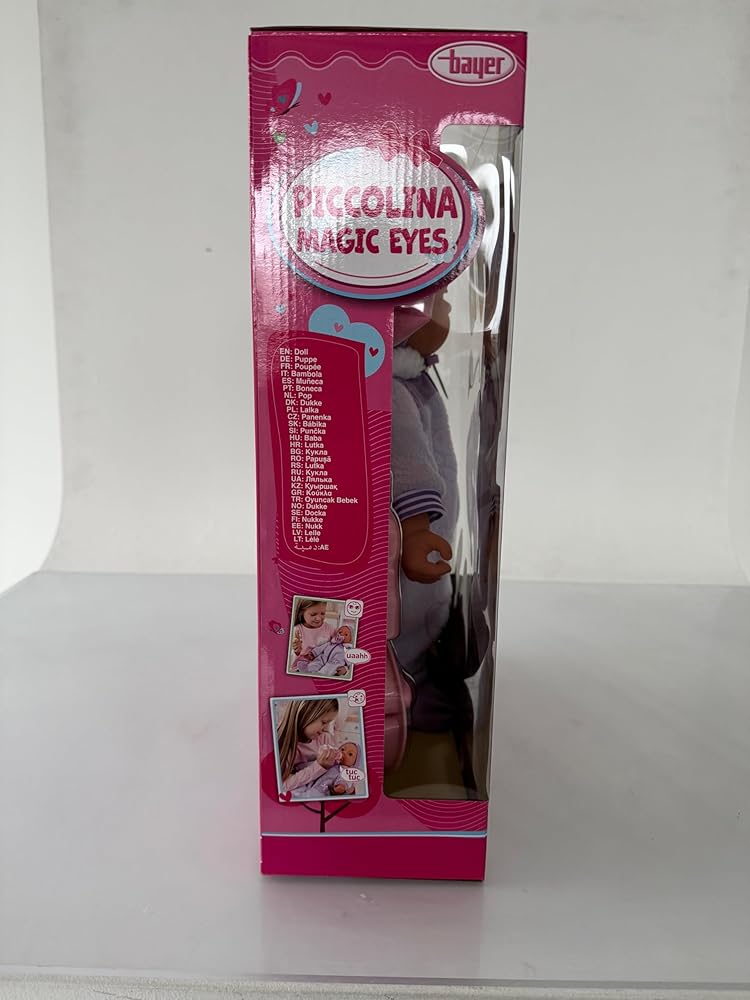 bayer
PICCOLINA
MAGIC EYES
EN: Doll
DE: Puppe
FR: Poupée
IT: Bambola
ES: Muñeca
PT: Boneca
NL: Pop
DK: Dukke
PL: Lalka
CZ: Panenka
SK: Bábika
SI: Punčka
HU: Baba
HR: Lutka
BG: Кукла
RO: Papuşă
RS: Lutka
RU: Кукла
UA: Лялька
KZ: Қуыршақ
GR: Κούκλα
TR: Oyuncak Bebek
NO: Dukke
SE: Docka
FI: Nukke
EE: Nukk
LV: Lelle
LT: Lėlė
AE: دمية
uaahh
tuc
tuc